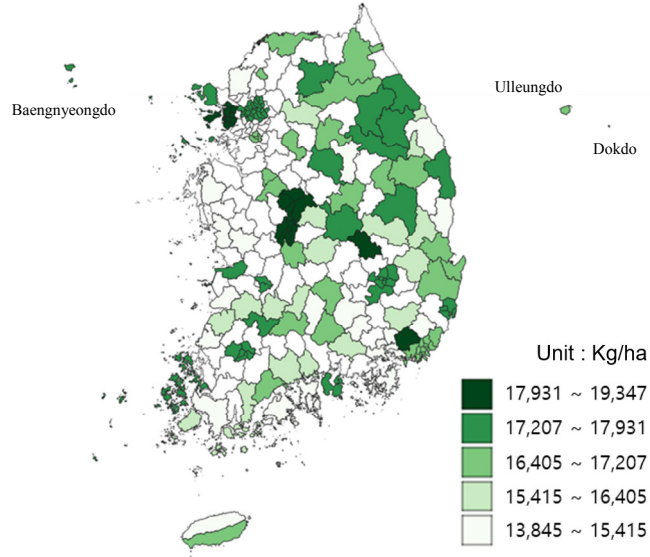 Ulleungdo
Baengnyeongdo
Dokdo
Unit : Kg/ha
17,931 ~ 19,347
17,207 ~ 17,931
16,405 ~ 17,207
15,415 ~ 16,405
13,845 ~ 15,415